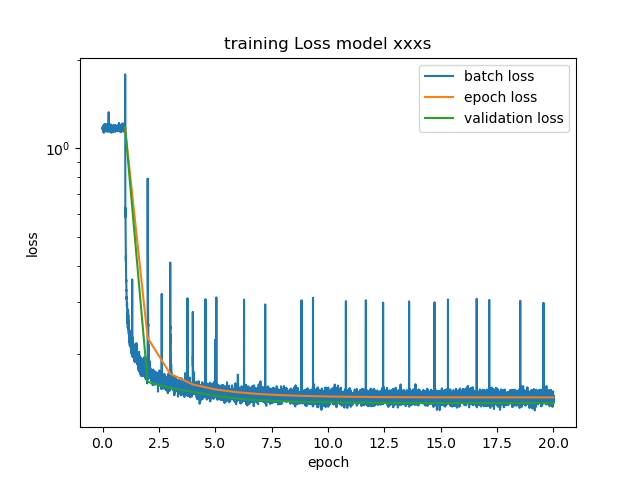 training Loss model xxxs
batch loss
epoch loss
validation loss
10⁰
loss
0.0 2.5 5.0 7.5 10.0 12.5 15.0 17.5 20.0
epoch